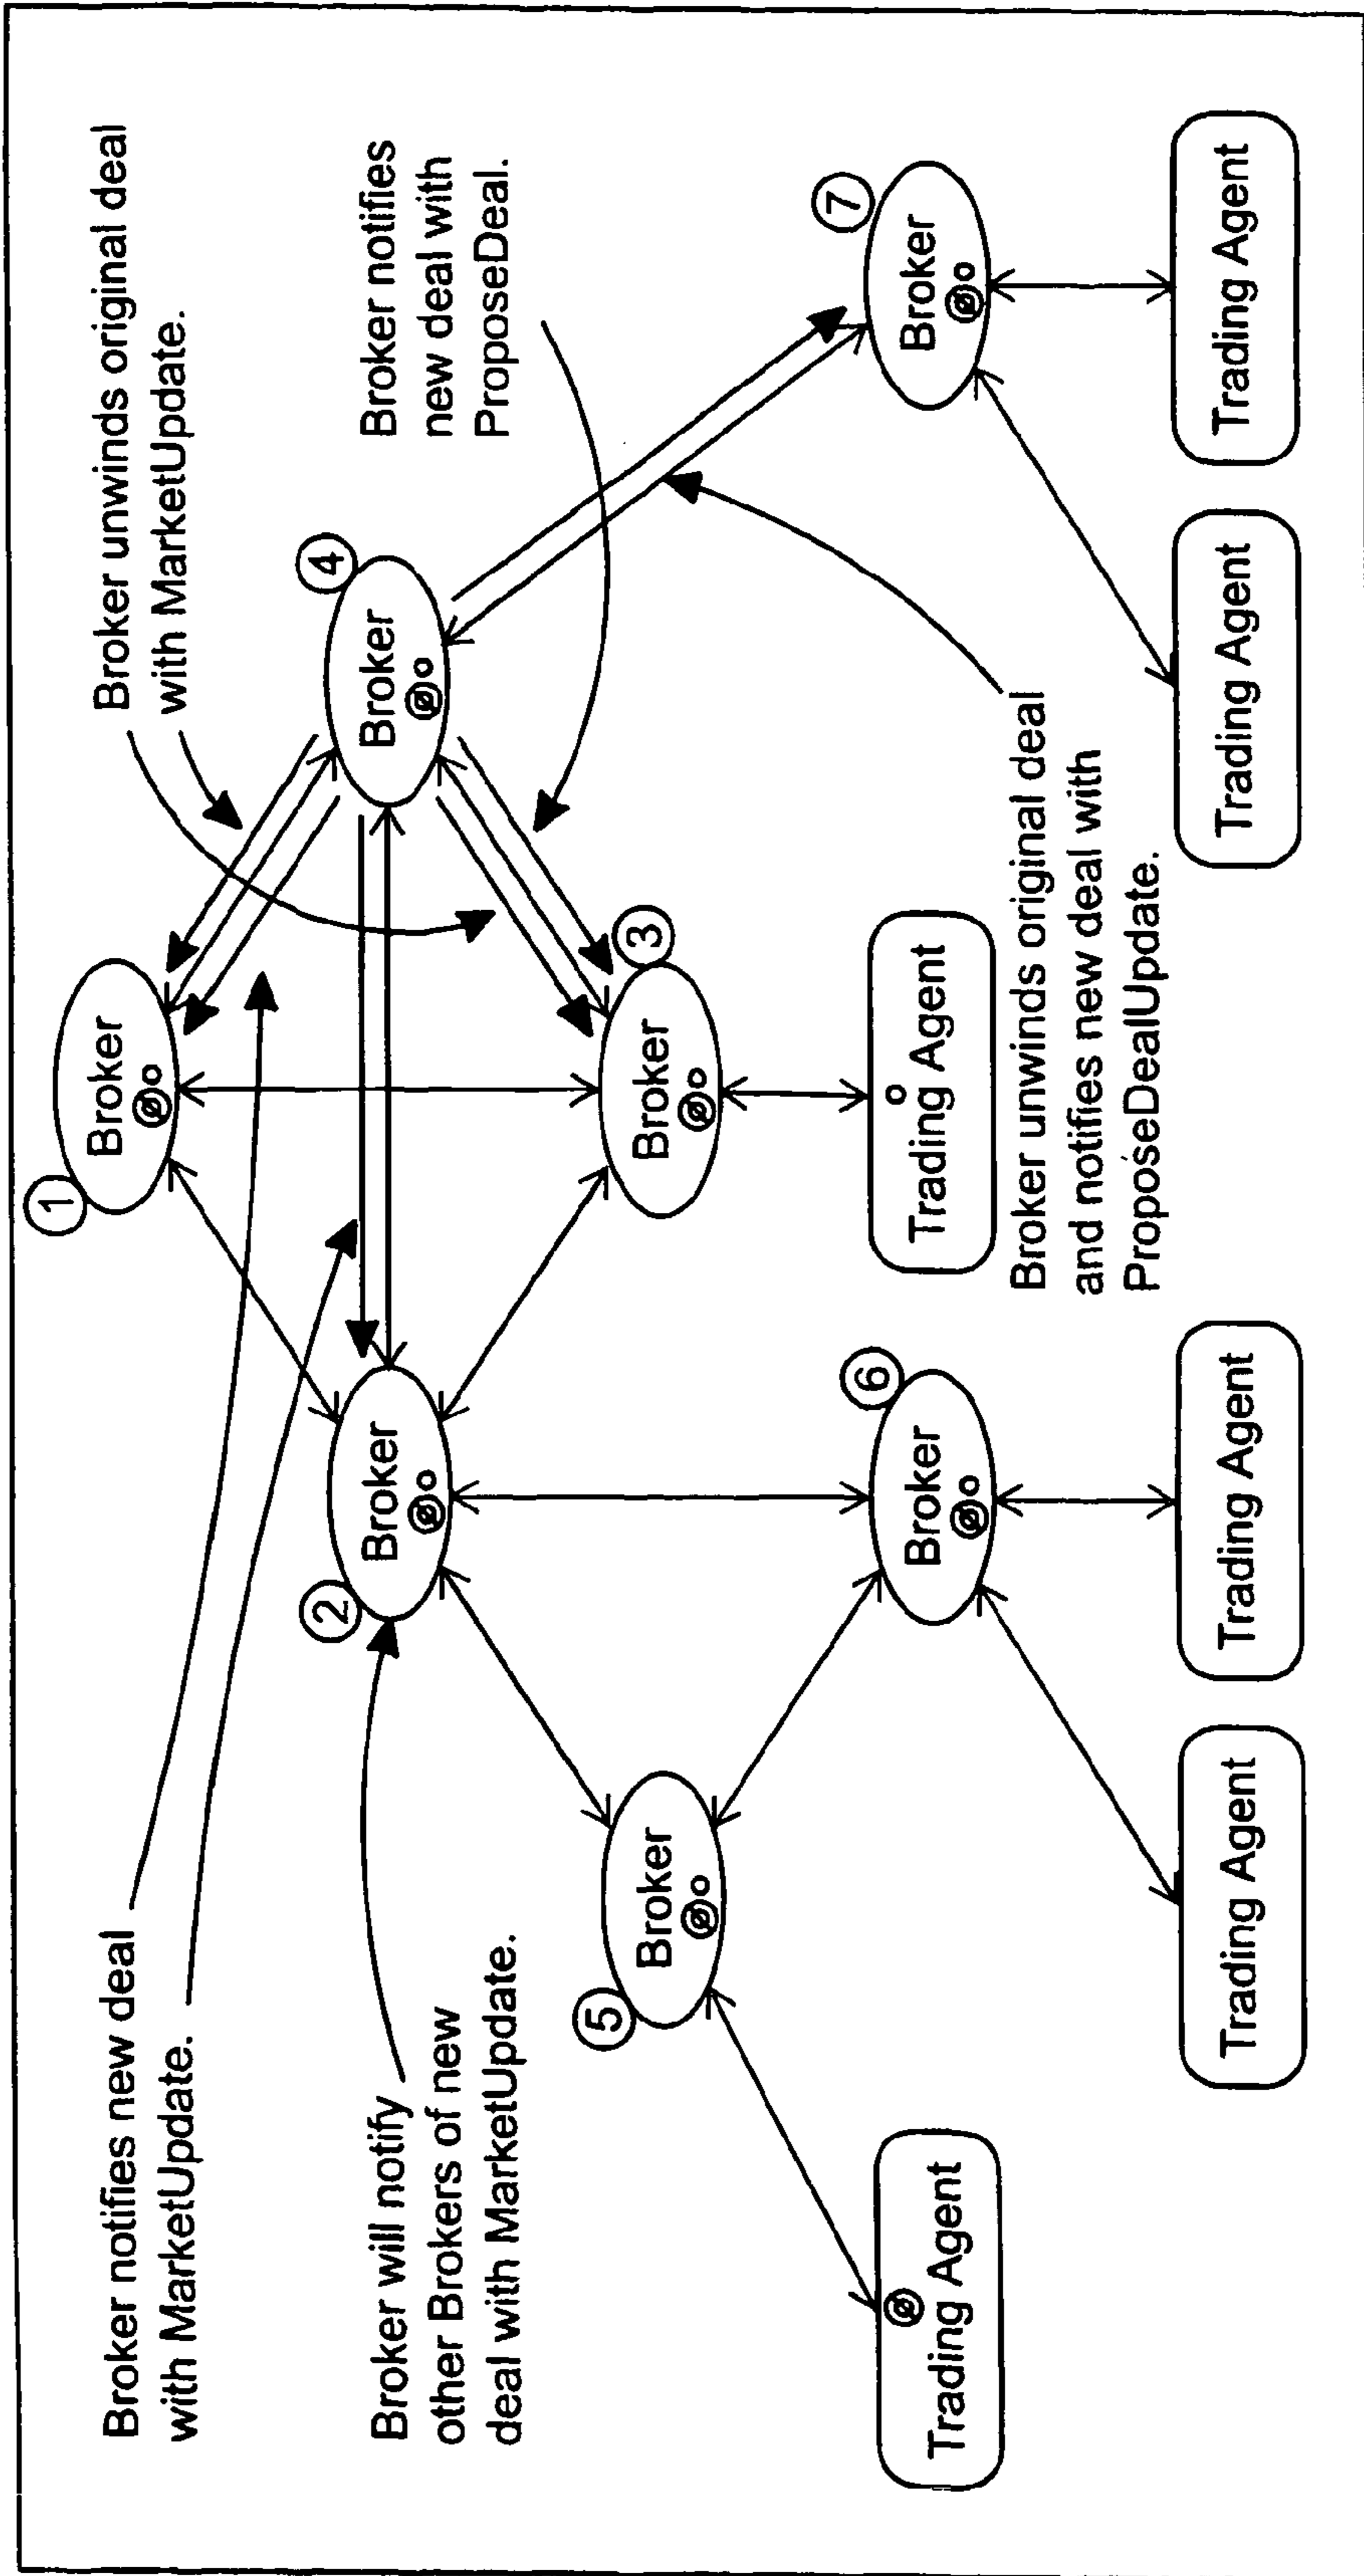 Broker notifies new deal
with MarketUpdate.
Broker unwinds original deal
with MarketUpdate.
1
Broker
Broker will notify
other Brokers of new
deal with MarketUpdate.
2
Broker
4
Broker
Broker notifies
new deal with
ProposeDeal.
5
Broker
3
Broker
6
Broker
7
Broker
Trading Agent
Trading Agent
Broker unwinds original deal
and notifies new deal with
ProposeDealUpdate.
Trading Agent
Trading Agent
Trading Agent
Trading Agent